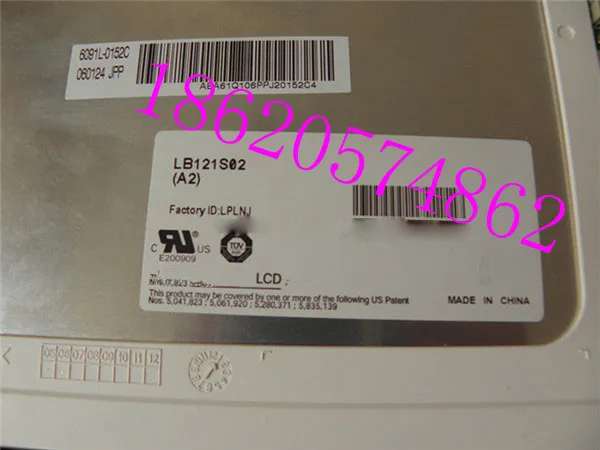 6091L-0152C
060124 JPP
ABA61Q106PPJ20152C4
18620574862
LB121S02
(A2)
Factory ID:LPLNJ
C US
E200909
TÜV
LCD
This product may be covered by one or more of the following US Patent
Nos. 5,041,823 ; 5,061,920 ; 5,280,371 ; 5,835,139
MADE IN CHINA
05 06 07 08 09 10 11 12